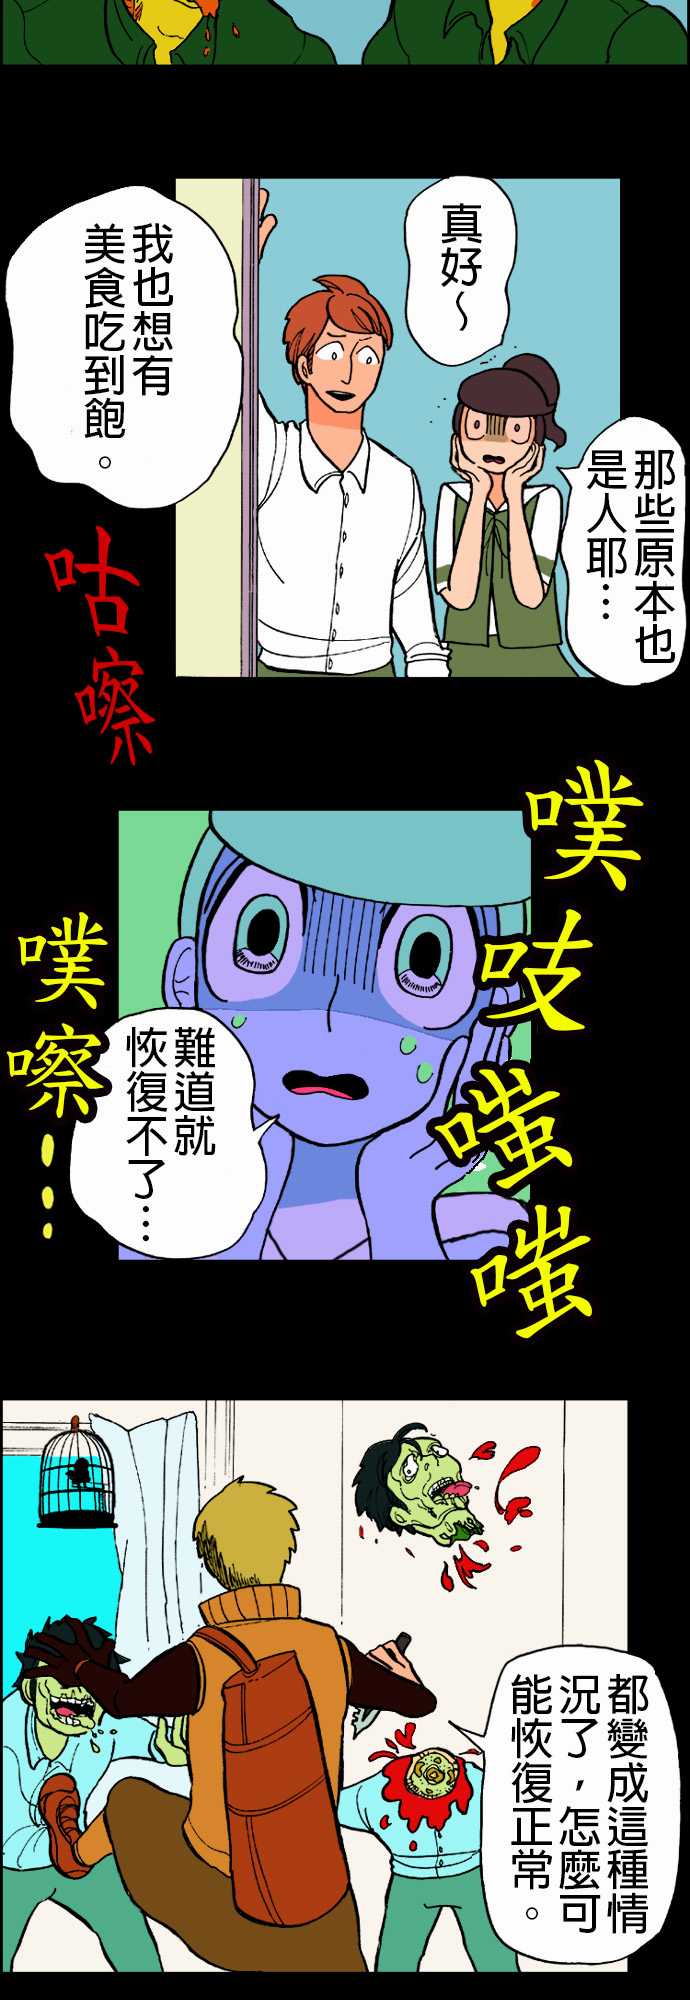 真好～
我也想有
美食吃到飽。
那些原本也
是人耶…
咕嚓
噗吱嗤嗤
噗嚓…
難道就
恢復不了…
都變成這種情
況了，怎麼可
能恢復正常。